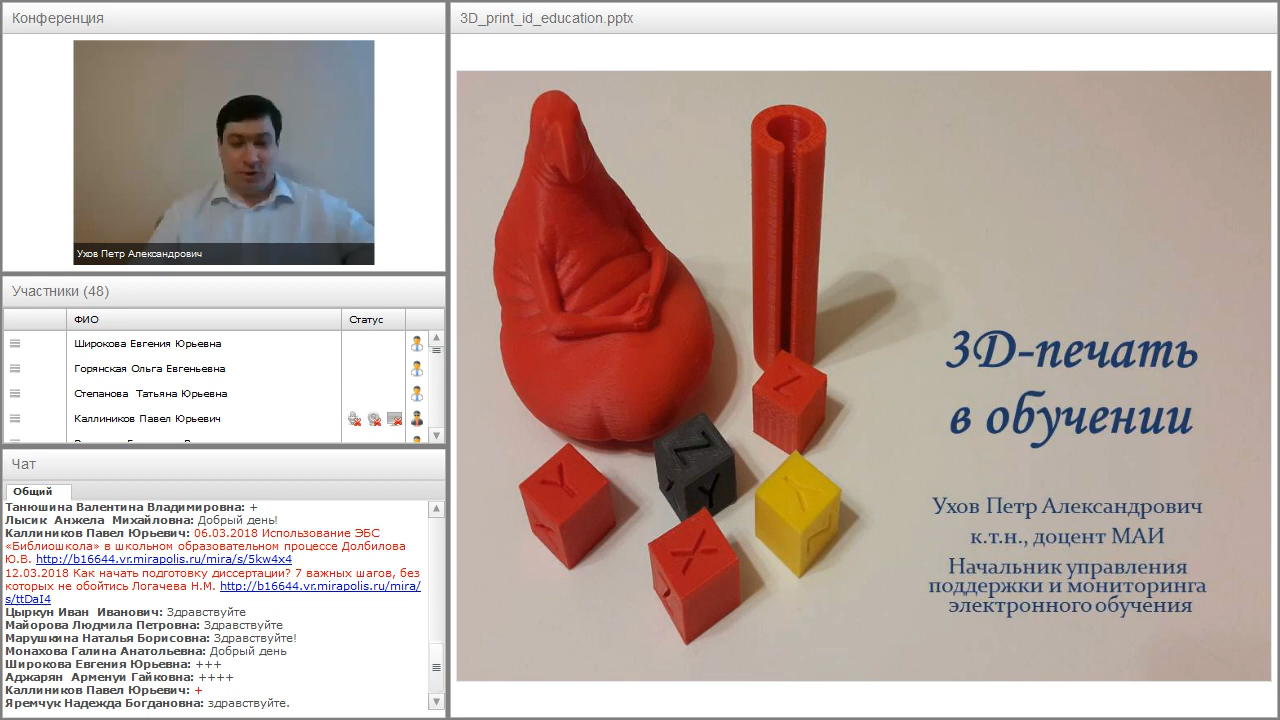 Конференция
Ухов Петр Александрович
Участники (48)
ФИО
Статус
Широкова Евгения Юрьевна
Горянская Ольга Евгеньевна
Степанова Татьяна Юрьевна
Каллиников Павел Юрьевич
Чат
Общий
Танюшина Валентина Владимировна: +
Лысик Анжела Михайловна: Добрый день!
Каллиников Павел Юрьевич: 06.03.2018 Использование ЭБС
«Библиошкола» в школьном образовательном процессе Долбилова
Ю.В. http://b16644.vr.mirapolis.ru/mira/s/5kw4x4
12.03.2018 Как начать подготовку диссертации? 7 важных шагов, без
которых не обойтись Логачева Н.М. http://b16644.vr.mirapolis.ru/mira/
s/ttDaI4
Цыркун Иван Иванович: Здравствуйте
Майорова Людмила Петровна: Здравствуйте
Марушкина Наталья Борисовна: Здравствуйте!
Монахова Галина Анатольевна: Добрый день
Широкова Евгения Юрьевна: +++
Аджарян Арменуи Гайковна: ++++
Каллиников Павел Юрьевич: +
Яремчук Надежда Богдановна: здравствуйте.
3D_print_id_education.pptx
Z
Z
Y
Y
X
Y
3D-печать
в обучении
Ухов Петр Александрович
к.т.н., доцент МАИ
Начальник управления
поддержки и мониторинга
электронного обучения